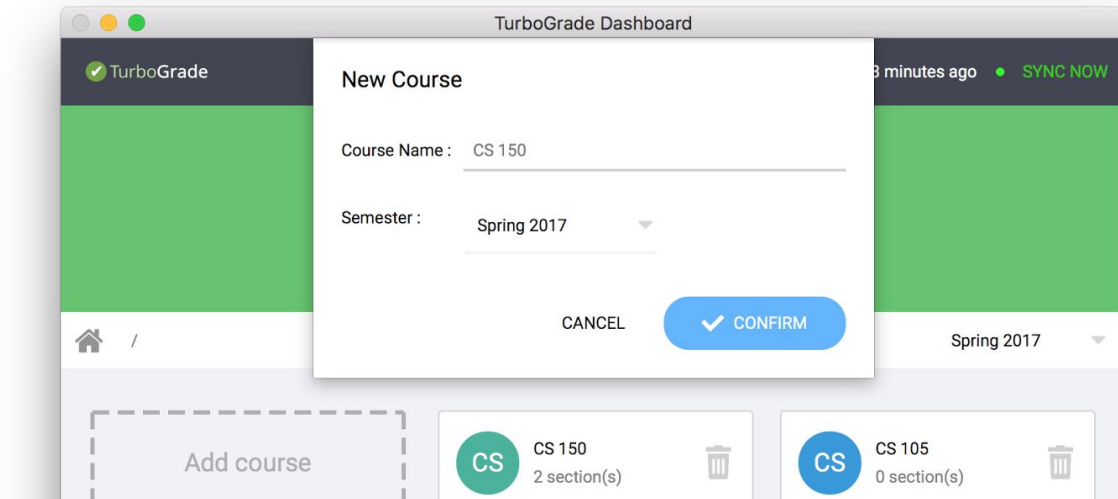 TurboGrade Dashboard
TurboGrade
minutes ago • SYNC NOW
New Course
Course Name : CS 150
Semester : Spring 2017
CANCEL CONFIRM
/
Spring 2017
Add course
CS CS 150
2 section(s)
CS CS 105
0 section(s)